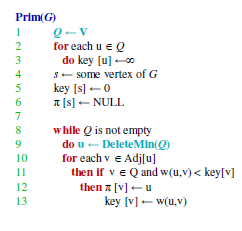 Prim(G)
1 Q ← V
2 for each u ∈ Q
3 do key [u] ←∞
4 s ← some vertex of G
5 key [s] ← 0
6 π [s] ← NULL
7
8 while Q is not empty
9 do u ← DeleteMin(Q)
10 for each v ∈ Adj[u]
11 then if v ∈ Q and w(u,v) < key[v]
12 then π [v] ← u
13 key [v] ← w(u,v)